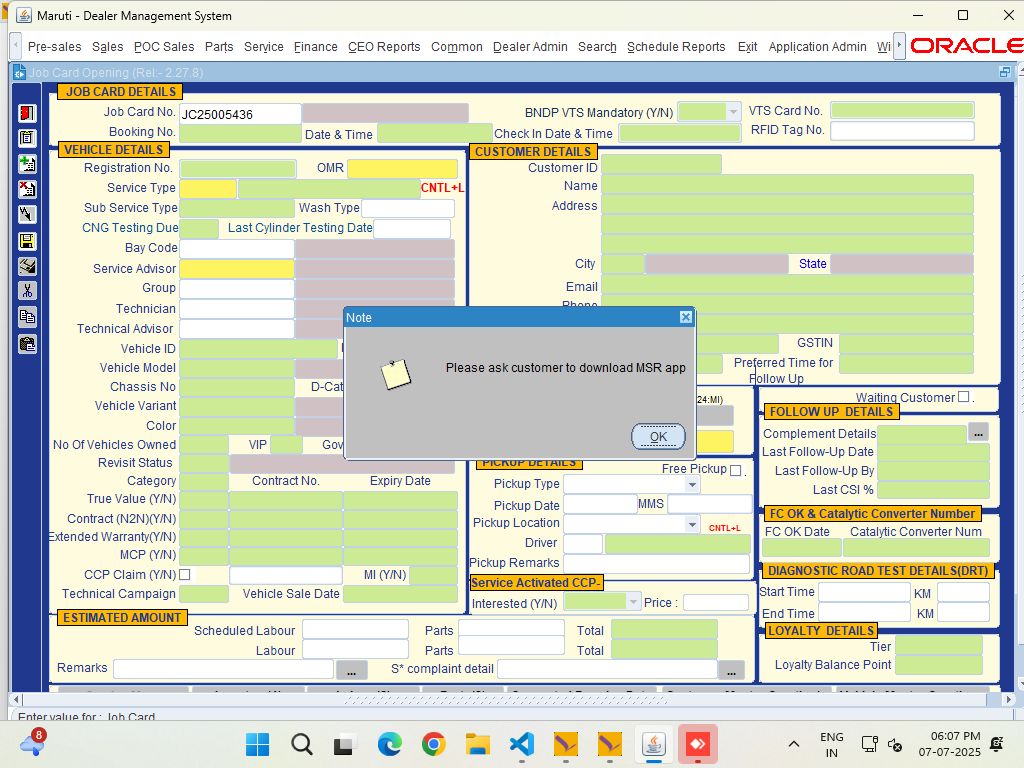 Maruti - Dealer Management System
Pre-sales Sales POC Sales Parts Service Finance CEO Reports Common Dealer Admin Search Schedule Reports Exit Application Admin Wi ORACLE
Job Card Opening (Rel:- 2.27.8)
JOB CARD DETAILS
Job Card No. JC25005436 BNDP VTS Mandatory (Y/N) VTS Card No.
Booking No. Date & Time Check In Date & Time RFID Tag No.
VEHICLE DETAILS CUSTOMER DETAILS
Registration No. OMR Customer ID
Service Type CNTL+L Name
Sub Service Type Wash Type Address
CNG Testing Due Last Cylinder Testing Date
Bay Code
Service Advisor City State
Group Email
Technician Phone
Technical Advisor
Note
Please ask customer to download MSR app
OK
Vehicle ID GSTIN
Vehicle Model Preferred Time for
Follow Up
Chassis No D-Cat
Vehicle Variant 24:MI) Waiting Customer .
Color FOLLOW UP DETAILS
No Of Vehicles Owned VIP Gov Complement Details ...
Revisit Status Last Follow-Up Date
PICKUP DETAILS Free Pickup . Last Follow-Up By
Category Contract No. Expiry Date Pickup Type Last CSI %
True Value (Y/N) Pickup Date MMS
Contract (N2N)(Y/N) Pickup Location CNTL+L FC OK & Catalytic Converter Number
Extended Warranty(Y/N) Driver FC OK Date Catalytic Converter Num
MCP (Y/N) Pickup Remarks
CCP Claim (Y/N) MI (Y/N) Service Activated CCP- DIAGNOSTIC ROAD TEST DETAILS(DRT)
Technical Campaign Vehicle Sale Date Interested (Y/N) Price : Start Time KM
End Time KM
ESTIMATED AMOUNT
Scheduled Labour Parts Total LOYALTY DETAILS
Labour Parts Total Tier
Remarks ... S* complaint detail ... Loyalty Balance Point
Enter value for : Job Card
8
ENG
IN
06:07 PM
07-07-2025